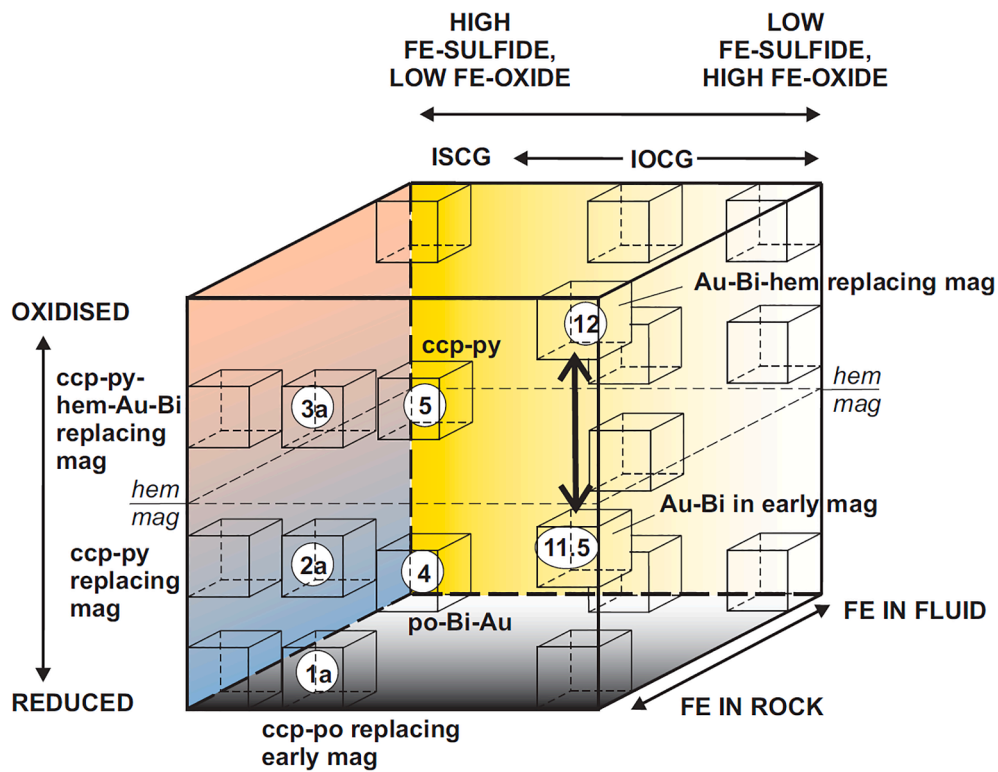 HIGH
FE-SULFIDE,
LOW FE-OXIDE
LOW
FE-SULFIDE,
HIGH FE-OXIDE
ISCG
IOCG
Au-Bi-hem replacing mag
OXIDISED
12
ccp-py
ccp-py-
hem-Au-Bi
replacing
mag
3a
5
hem
mag
hem
mag
Au-Bi in early mag
11.5
ccp-py
replacing
mag
2a
4
po-Bi-Au
FE IN FLUID
1a
REDUCED
FE IN ROCK
ccp-po replacing
early mag